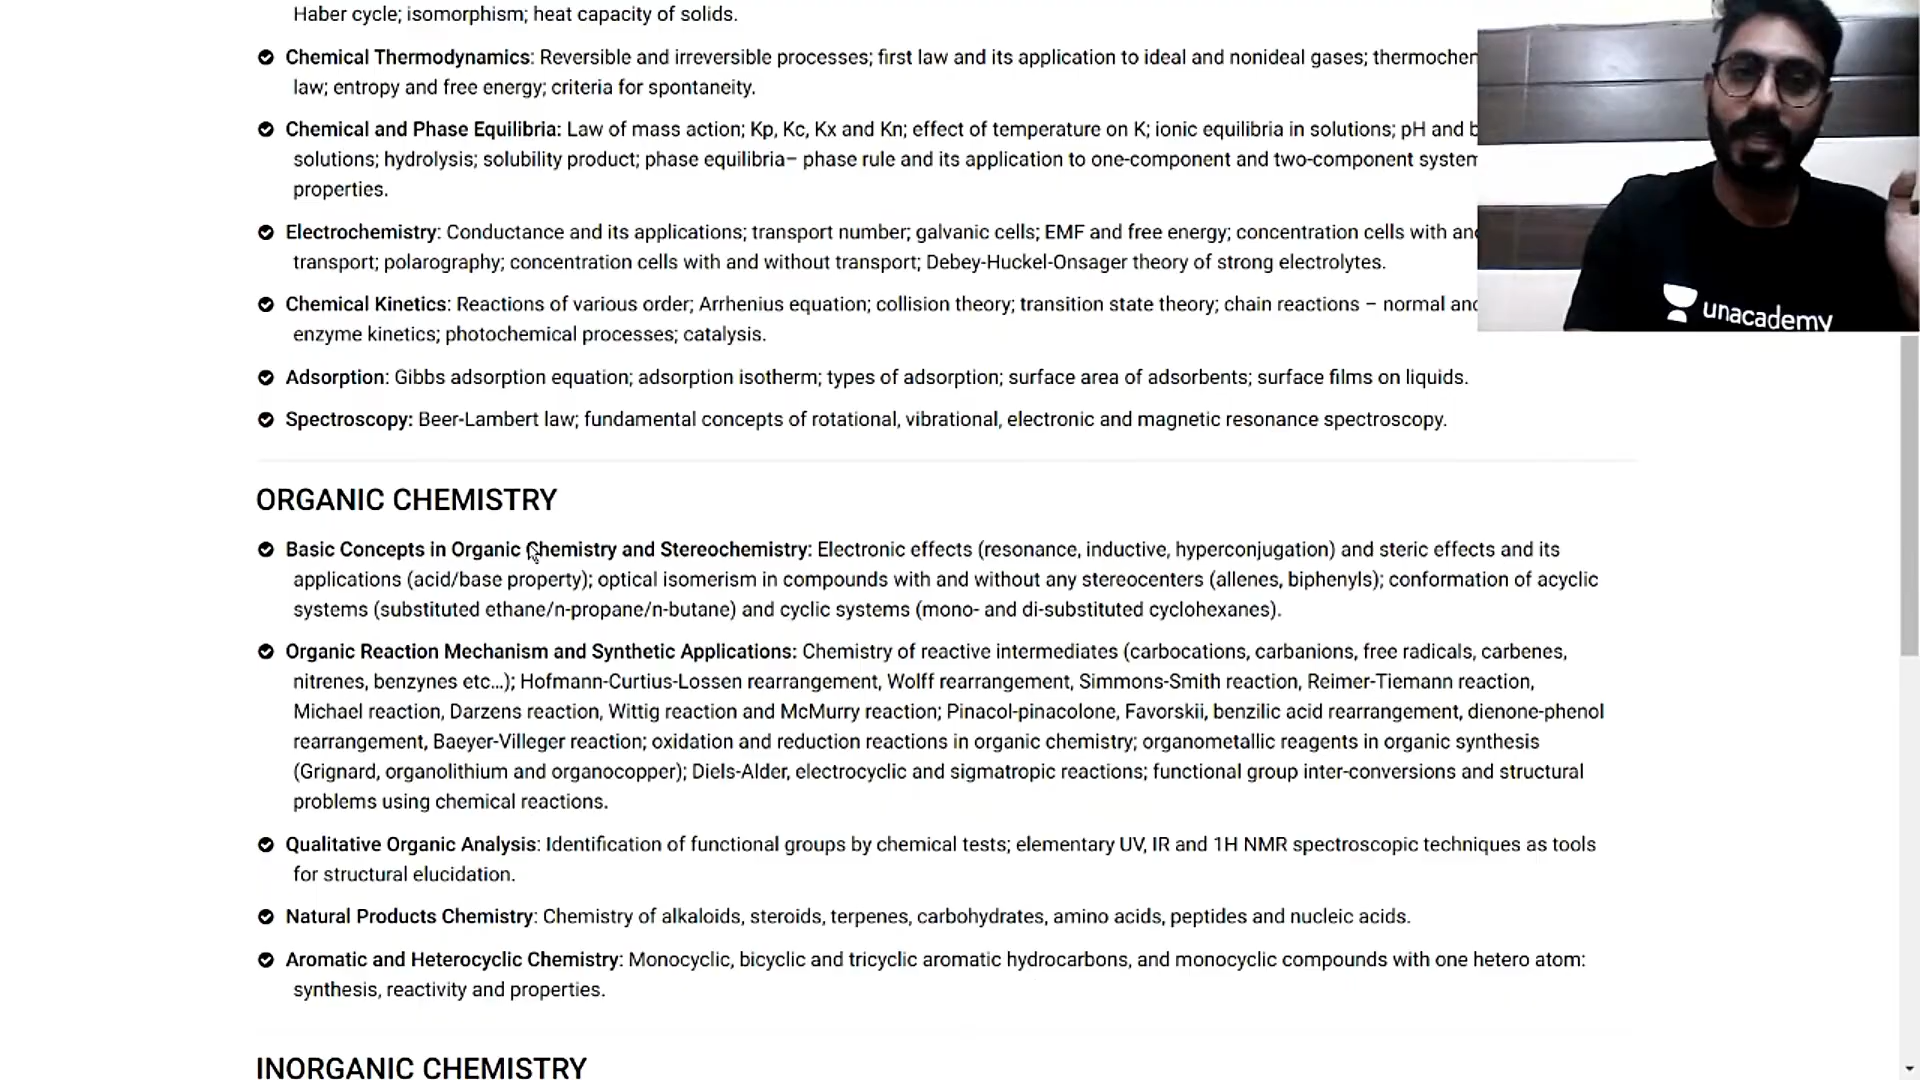 Haber cycle; isomorphism; heat capacity of solids.
Chemical Thermodynamics: Reversible and irreversible processes; first law and its application to ideal and nonideal gases; thermochem
law; entropy and free energy; criteria for spontaneity.
Chemical and Phase Equilibria: Law of mass action; Kp, Kc, Kx and Kn; effect of temperature on K; ionic equilibria in solutions; pH and b
solutions; hydrolysis; solubility product; phase equilibria– phase rule and its application to one-component and two-component system
properties.
Electrochemistry: Conductance and its applications; transport number; galvanic cells; EMF and free energy; concentration cells with and
transport; polarography; concentration cells with and without transport; Debey-Huckel-Onsager theory of strong electrolytes.
Chemical Kinetics: Reactions of various order; Arrhenius equation; collision theory; transition state theory; chain reactions – normal and
enzyme kinetics; photochemical processes; catalysis.
Adsorption: Gibbs adsorption equation; adsorption isotherm; types of adsorption; surface area of adsorbents; surface films on liquids.
Spectroscopy: Beer-Lambert law; fundamental concepts of rotational, vibrational, electronic and magnetic resonance spectroscopy.
unacademy
ORGANIC CHEMISTRY
Basic Concepts in Organic Chemistry and Stereochemistry: Electronic effects (resonance, inductive, hyperconjugation) and steric effects and its
applications (acid/base property); optical isomerism in compounds with and without any stereocenters (allenes, biphenyls); conformation of acyclic
systems (substituted ethane/n-propane/n-butane) and cyclic systems (mono- and di-substituted cyclohexanes).
Organic Reaction Mechanism and Synthetic Applications: Chemistry of reactive intermediates (carbocations, carbanions, free radicals, carbenes,
nitrenes, benzynes etc…); Hofmann-Curtius-Lossen rearrangement, Wolff rearrangement, Simmons-Smith reaction, Reimer-Tiemann reaction,
Michael reaction, Darzens reaction, Wittig reaction and McMurry reaction; Pinacol-pinacolone, Favorskii, benzilic acid rearrangement, dienone-phenol
rearrangement, Baeyer-Villeger reaction; oxidation and reduction reactions in organic chemistry; organometallic reagents in organic synthesis
(Grignard, organolithium and organocopper); Diels-Alder, electrocyclic and sigmatropic reactions; functional group inter-conversions and structural
problems using chemical reactions.
Qualitative Organic Analysis: Identification of functional groups by chemical tests; elementary UV, IR and 1H NMR spectroscopic techniques as tools
for structural elucidation.
Natural Products Chemistry: Chemistry of alkaloids, steroids, terpenes, carbohydrates, amino acids, peptides and nucleic acids.
Aromatic and Heterocyclic Chemistry: Monocyclic, bicyclic and tricyclic aromatic hydrocarbons, and monocyclic compounds with one hetero atom:
synthesis, reactivity and properties.
INORGANIC CHEMISTRY